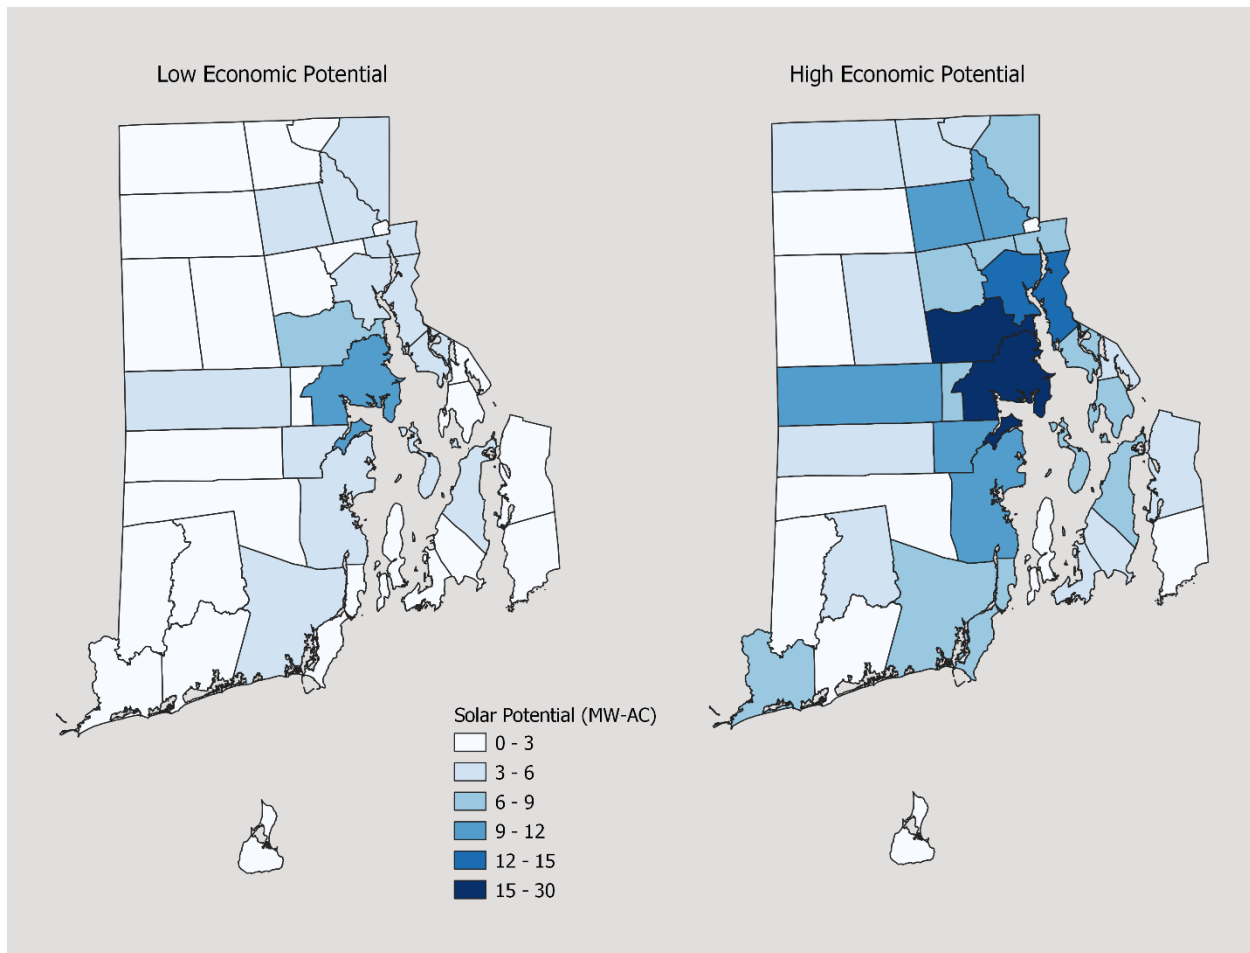 Low Economic Potential
High Economic Potential
Solar Potential (MW-AC)
0 - 3
3 - 6
6 - 9
9 - 12
12 - 15
15 - 30